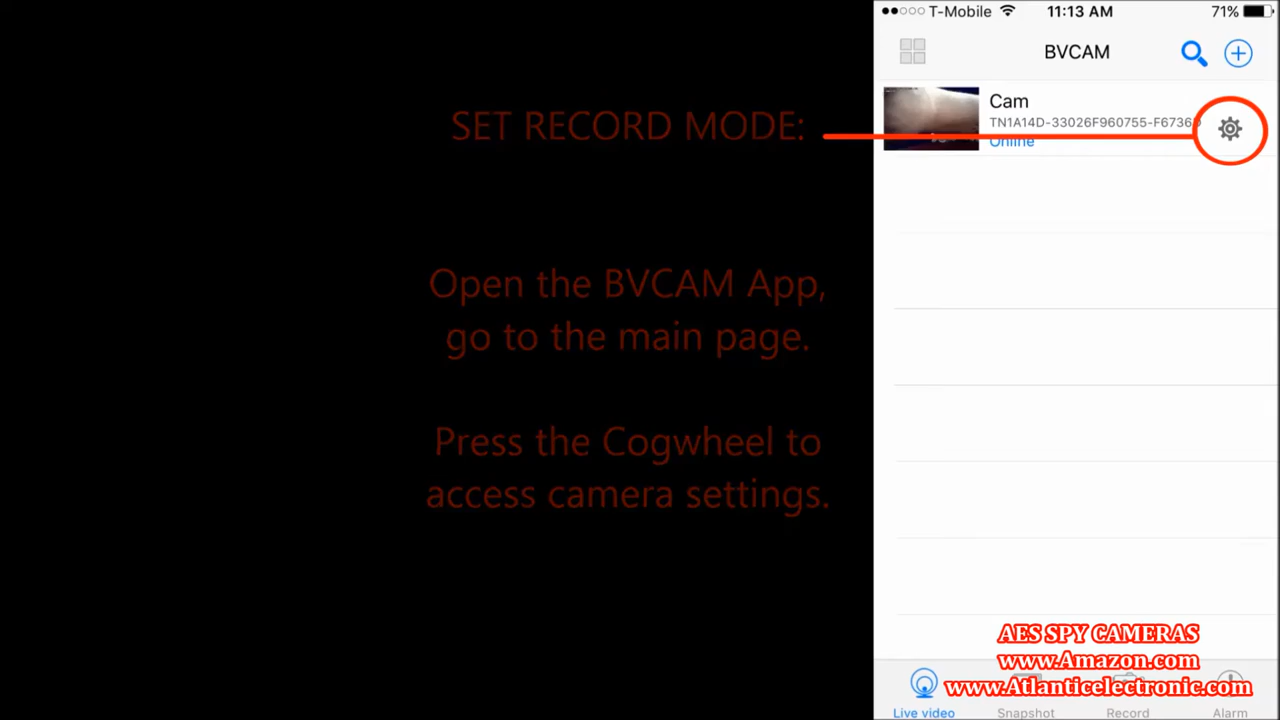 T-Mobile 11:13 AM 71%
BVCAM
SET RECORD MODE:
Cam
TN1A14D-33026F960755-F6736
Online
Open the BVCAM App,
go to the main page.
Press the Cogwheel to
access camera settings.
AES SPY CAMERAS
www.Amazon.com
www.Atlanticelectronic.com
Live video Snapshot Record Alarm